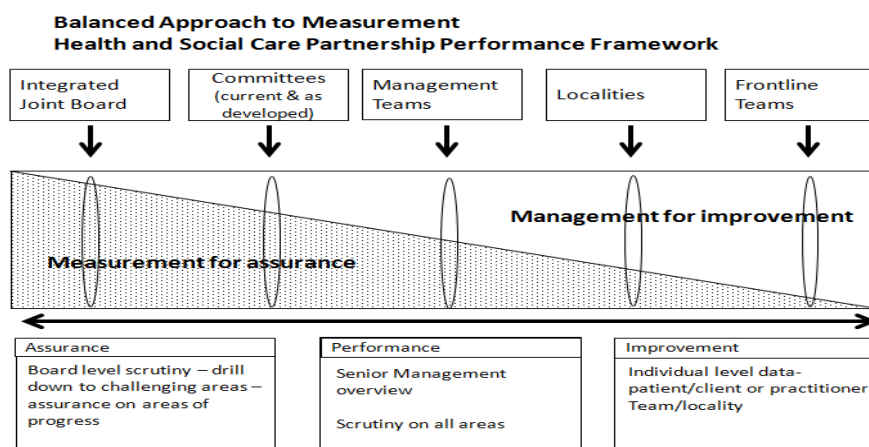 Balanced Approach to Measurement
Health and Social Care Partnership Performance Framework
Integrated
Joint Board
Committees
(current & as
developed)
Management
Teams
Localities
Frontline
Teams
Management for improvement
Measurement for assurance
Assurance
Board level scrutiny – drill
down to challenging areas –
assurance on areas of
progress
Performance
Senior Management
overview
Scrutiny on all areas
Improvement
Individual level data-
patient/client or practitioner
Team/locality